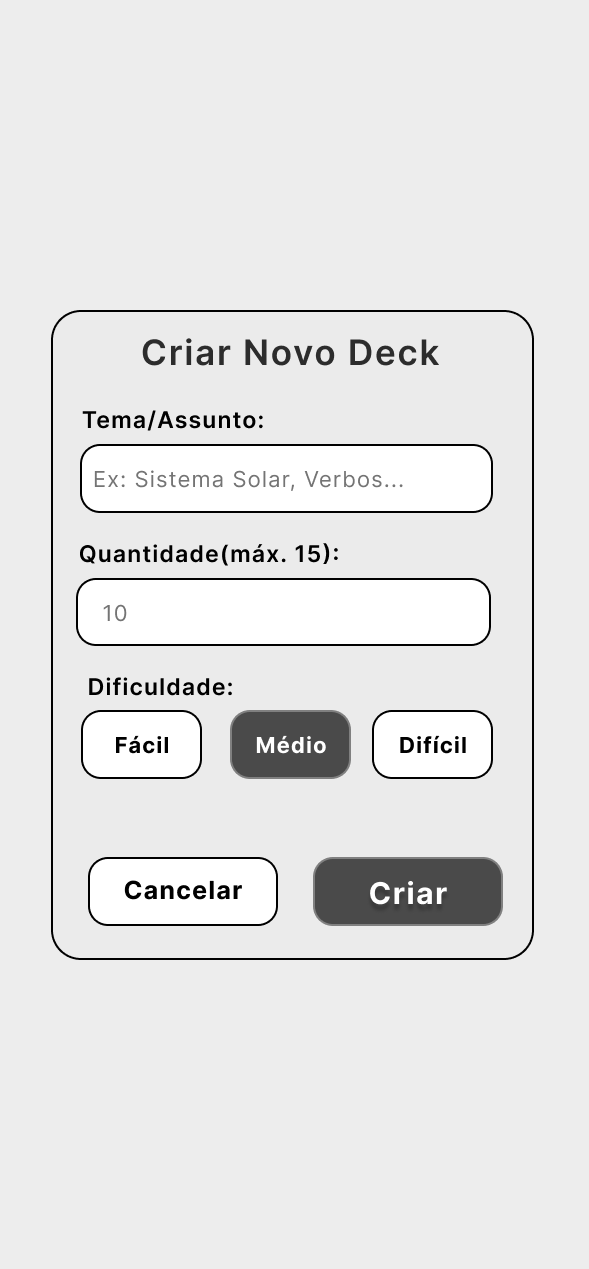 Criar Novo Deck
Tema/Assunto:
Ex: Sistema Solar, Verbos...
Quantidade(máx. 15):
10
Dificuldade:
Fácil Médio Difícil
Cancelar Criar